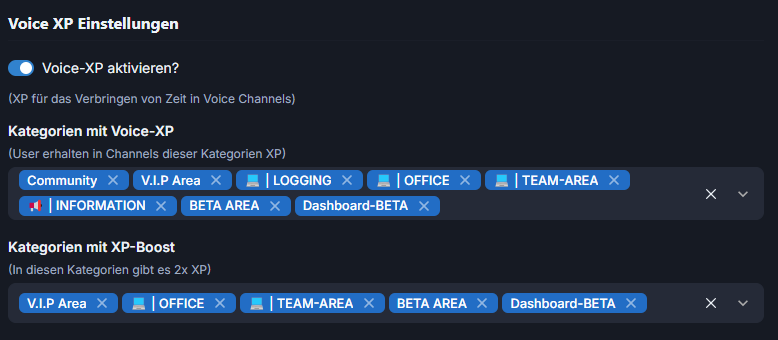 Voice XP Einstellungen
Voice-XP aktivieren?
(XP für das Verbringen von Zeit in Voice Channels)
Kategorien mit Voice-XP
(User erhalten in Channels dieser Kategorien XP)
Community V.I.P Area 💻 | LOGGING 💻 | OFFICE 💻 | TEAM-AREA
📢 | INFORMATION BETA AREA Dashboard-BETA
Kategorien mit XP-Boost
(In diesen Kategorien gibt es 2x XP)
V.I.P Area 💻 | OFFICE 💻 | TEAM-AREA BETA AREA Dashboard-BETA